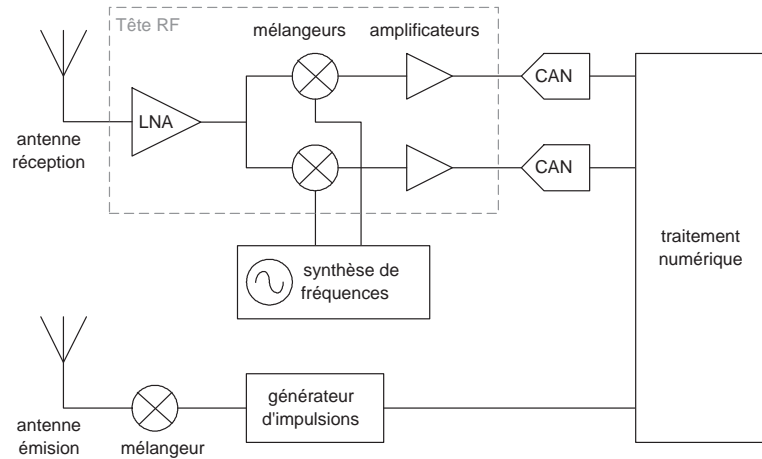 Tête RF
mélangeurs
amplificateurs
LNA
CAN
antenne
réception
CAN
synthèse de
fréquences
traitement
numérique
générateur
d'impulsions
antenne
émision
mélangeur